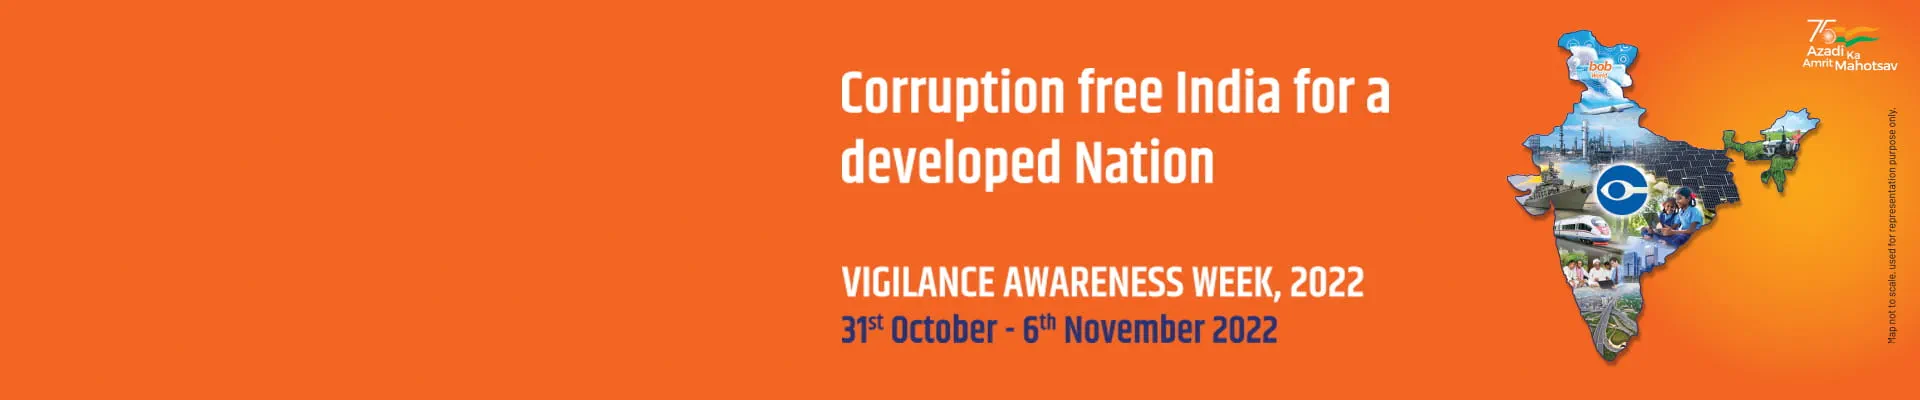 Corruption free India for a
developed Nation
VIGILANCE AWARENESS WEEK, 2022
31st October - 6th November 2022
bob
World
75
Azadi Ka
Amrit Mahotsav
Map not to scale. used for representation purpose only.